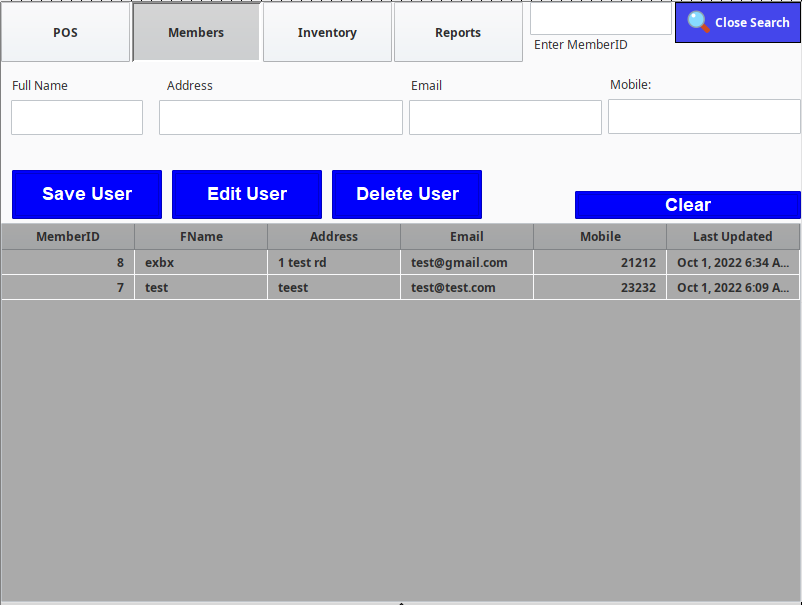 POS Members Inventory Reports Close Search
Enter MemberID
Full Name Address Email Mobile:
Save User Edit User Delete User Clear
MemberID FName Address Email Mobile Last Updated
8 exbx 1 test rd test@gmail.com 21212 Oct 1, 2022 6:34 A...
7 test teest test@test.com 23232 Oct 1, 2022 6:09 A...